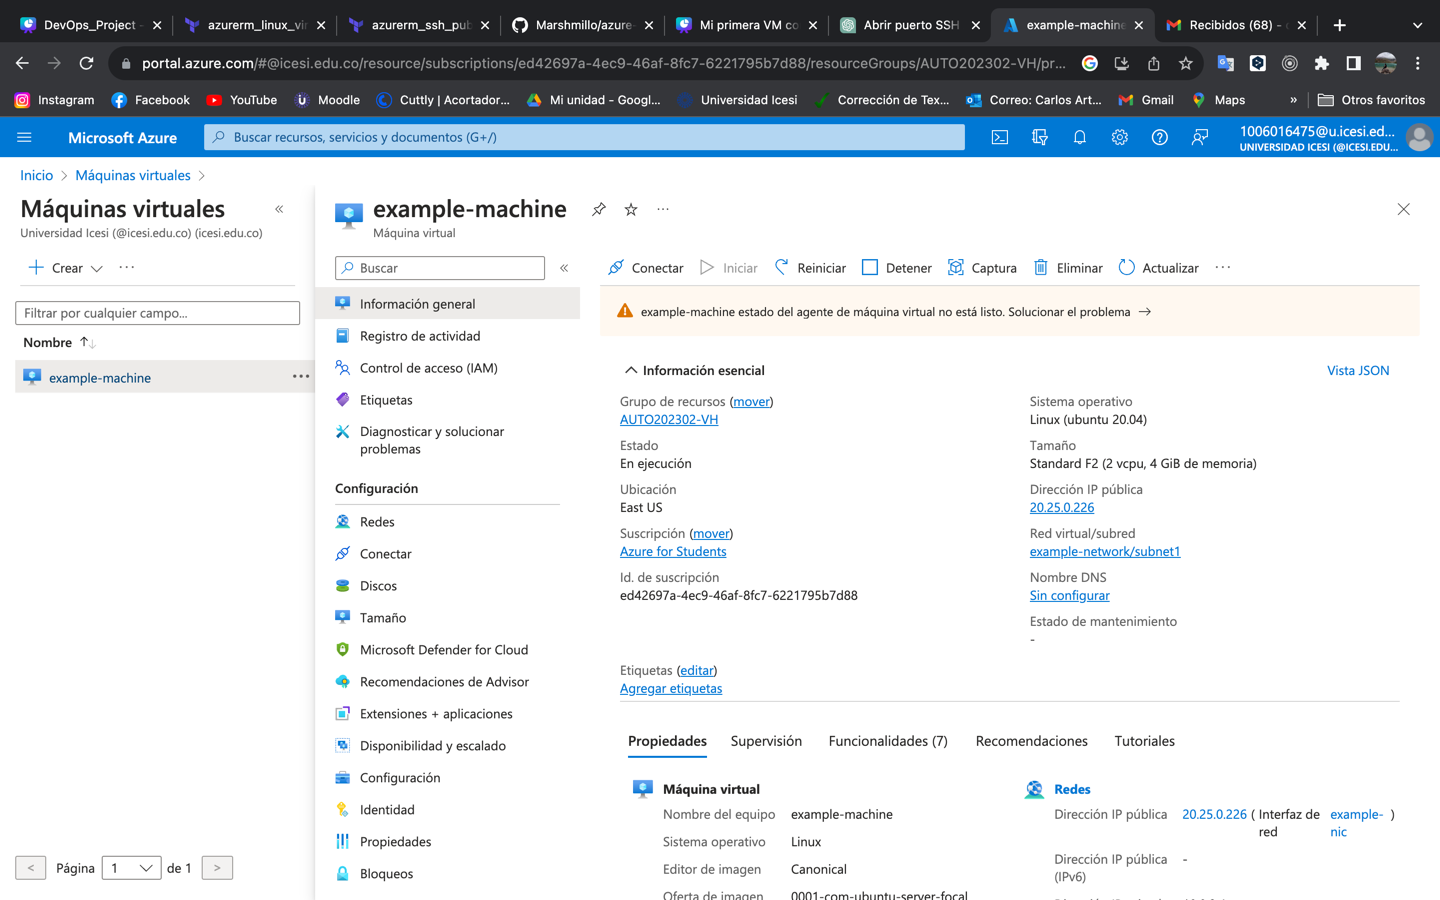 DevOps_Project -
azurerm_linux_vir
azurerm_ssh_pub
Marshmillo/azure-
Mi primera VM co
Abrir puerto SSH
example-machine
Recibidos (68) -
portal.azure.com/#@icesi.edu.co/resource/subscriptions/ed42697a-4ec9-46af-8fc7-6221795b7d88/resourceGroups/AUTO202302-VH/pr...
Instagram
Facebook
YouTube
Moodle
Cuttly | Acortador...
Mi unidad - Googl...
Universidad Icesi
Corrección de Tex...
Correo: Carlos Art...
Gmail
Maps
»
Otros favoritos
Microsoft Azure
Buscar recursos, servicios y documentos (G+/)
1006016475@u.icesi.ed...
UNIVERSIDAD ICESI (@ICESI.EDU...
Inicio > Máquinas virtuales >
Máquinas virtuales
«
Universidad Icesi (@icesi.edu.co) (icesi.edu.co)
+ Crear
Filtrar por cualquier campo...
Nombre ↑↓
example-machine
< Página 1 de 1 >
example-machine
Máquina virtual
Buscar
«
Información general
Registro de actividad
Control de acceso (IAM)
Etiquetas
Diagnosticar y solucionar
problemas
Configuración
Redes
Conectar
Discos
Tamaño
Microsoft Defender for Cloud
Recomendaciones de Advisor
Extensiones + aplicaciones
Disponibilidad y escalado
Configuración
Identidad
Propiedades
Bloqueos
Conectar
Iniciar
Reiniciar
Detener
Captura
Eliminar
Actualizar
example-machine estado del agente de máquina virtual no está listo. Solucionar el problema →
Información esencial
Vista JSON
Grupo de recursos (mover)
AUTO202302-VH
Estado
En ejecución
Ubicación
East US
Suscripción (mover)
Azure for Students
Id. de suscripción
ed42697a-4ec9-46af-8fc7-6221795b7d88
Sistema operativo
Linux (ubuntu 20.04)
Tamaño
Standard F2 (2 vcpu, 4 GiB de memoria)
Dirección IP pública
20.25.0.226
Red virtual/subred
example-network/subnet1
Nombre DNS
Sin configurar
Estado de mantenimiento
-
Etiquetas (editar)
Agregar etiquetas
Propiedades
Supervisión
Funcionalidades (7)
Recomendaciones
Tutoriales
Máquina virtual
Nombre del equipo example-machine
Sistema operativo Linux
Editor de imagen Canonical
Oferta de imagen 0001-com-ubuntu-server-focal
Redes
Dirección IP pública 20.25.0.226 ( Interfaz de example- )
red nic
Dirección IP pública -
(IPv6)